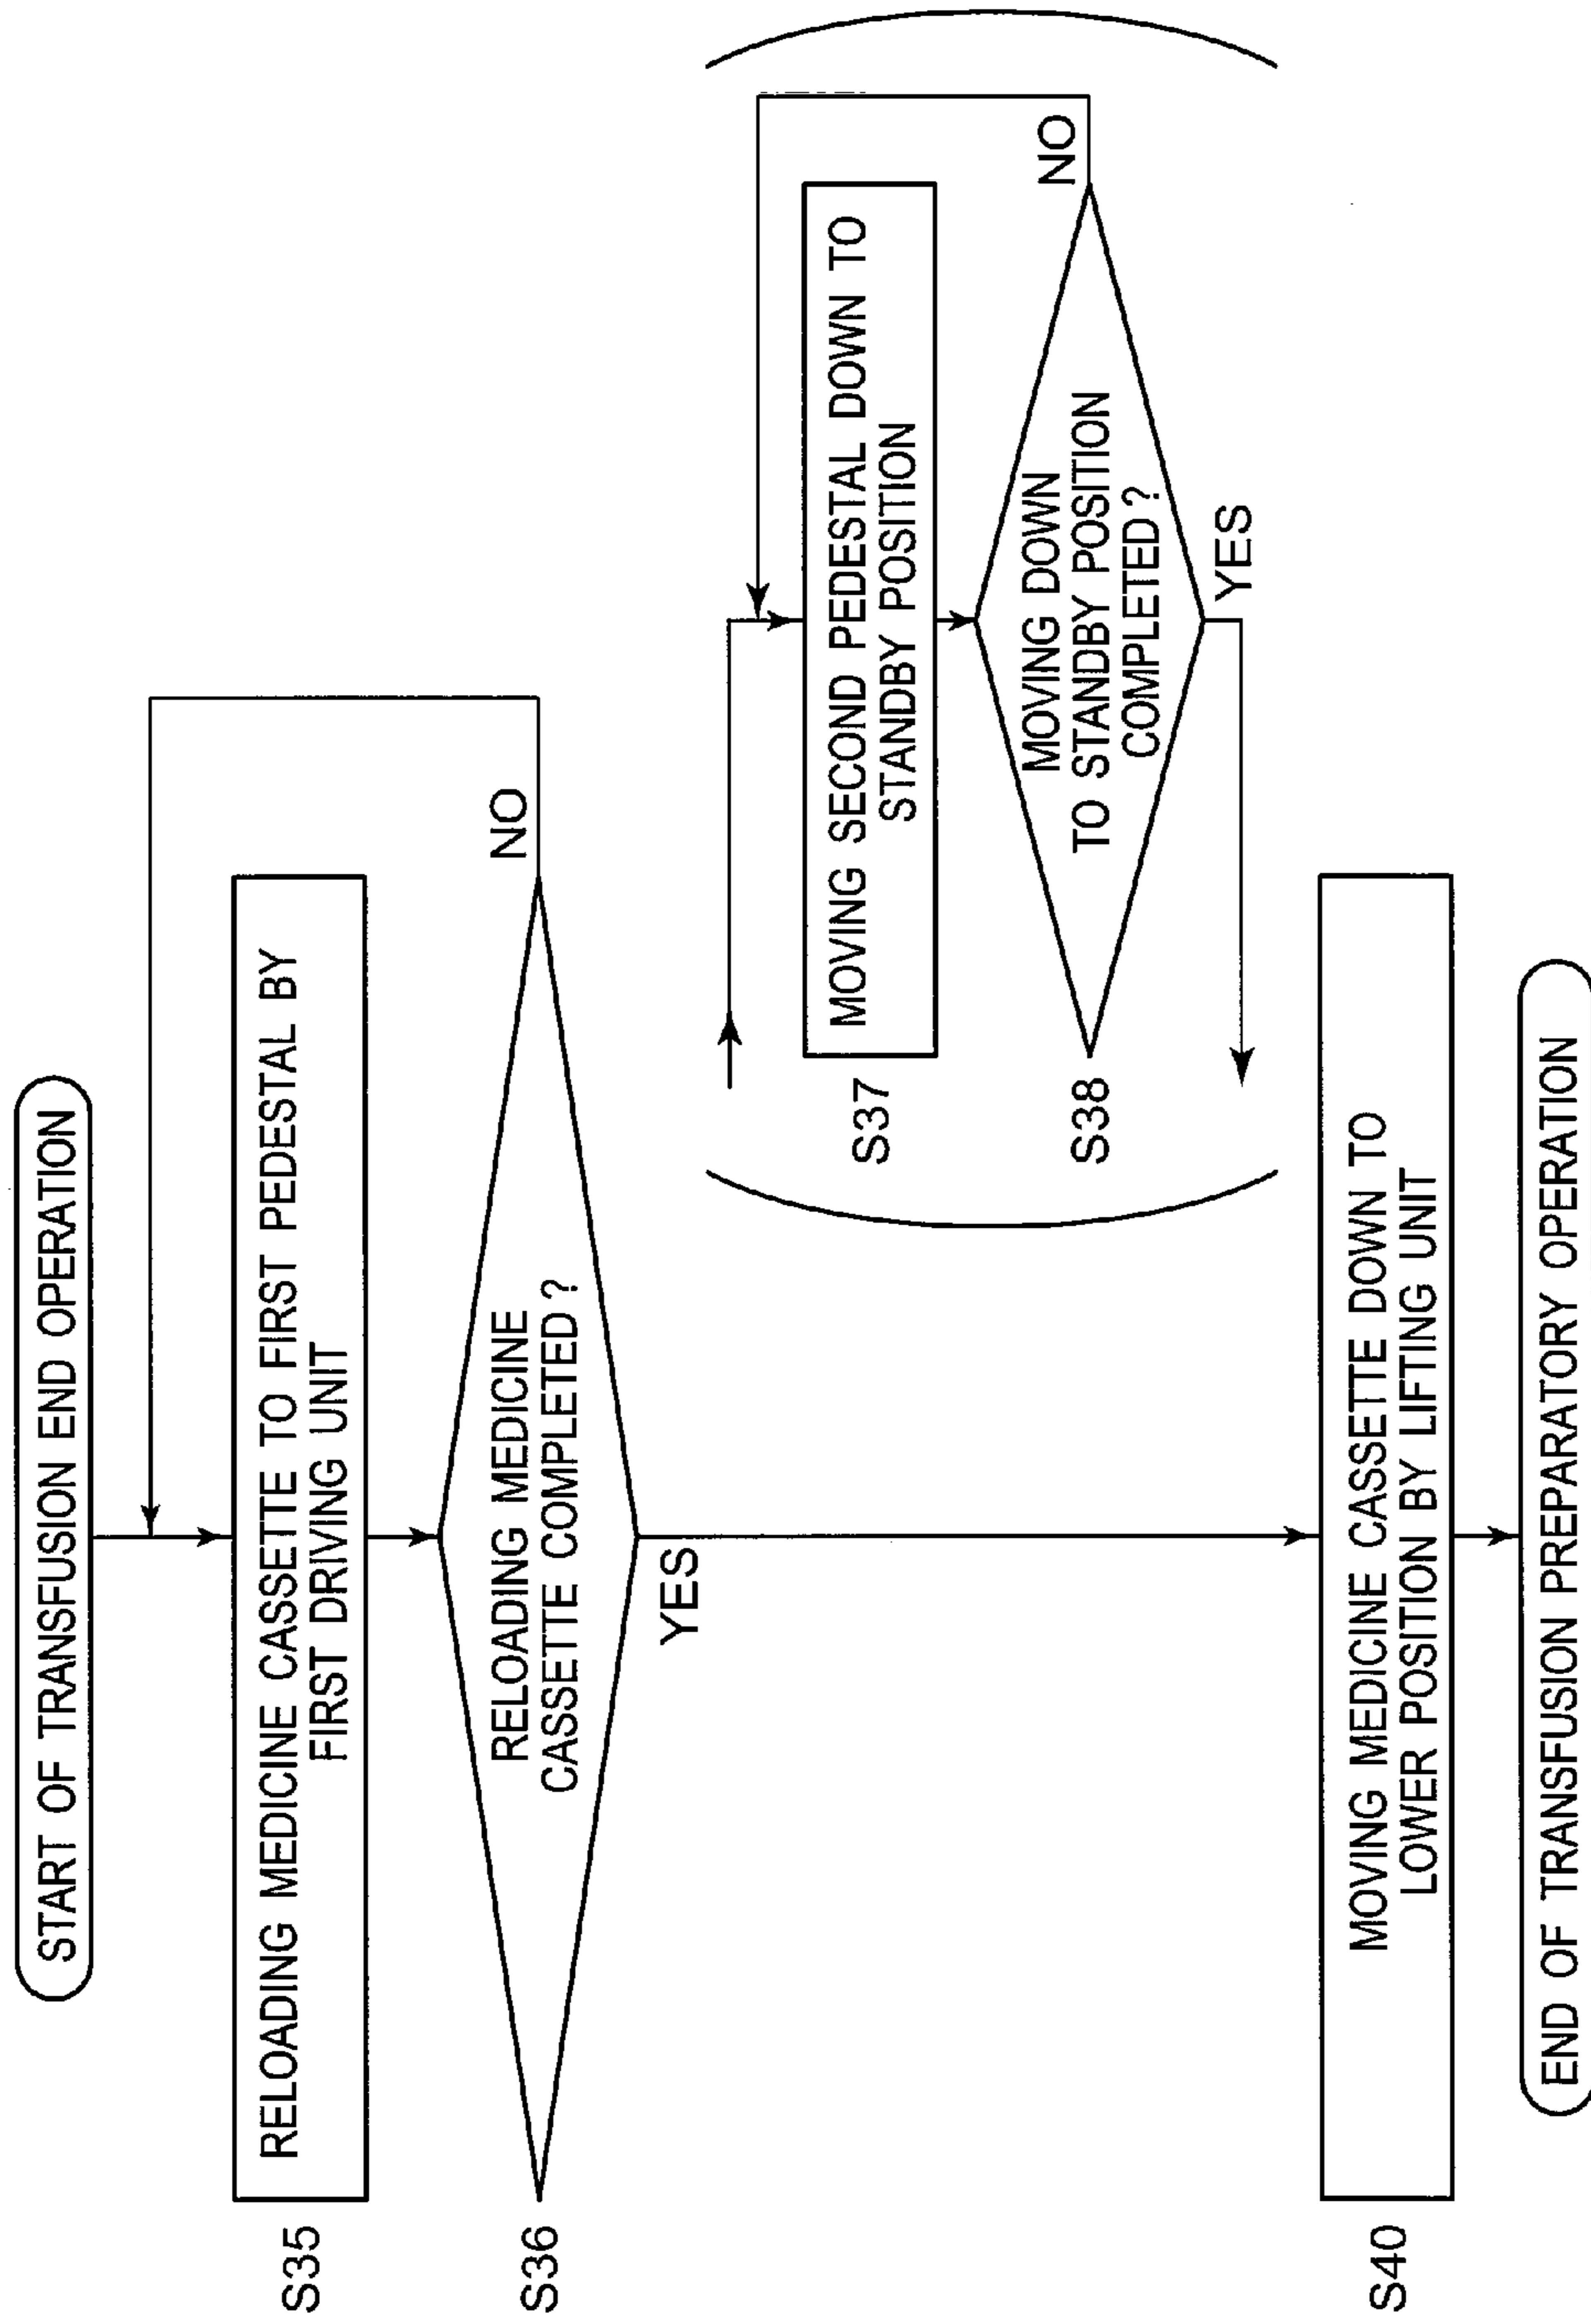 START OF TRANSFUSION END OPERATION
S35
RELOADING MEDICINE CASSETTE TO FIRST PEDESTAL BY
FIRST DRIVING UNIT
S36
RELOADING MEDICINE
CASSETTE COMPLETED ?
NO
YES
S37
MOVING SECOND PEDESTAL DOWN TO
STANDBY POSITION
S38
MOVING DOWN
TO STANDBY POSITION
COMPLETED ?
NO
YES
S40
MOVING MEDICINE CASSETTE DOWN TO
LOWER POSITION BY LIFTING UNIT
END OF TRANSFUSION PREPARATORY OPERATION